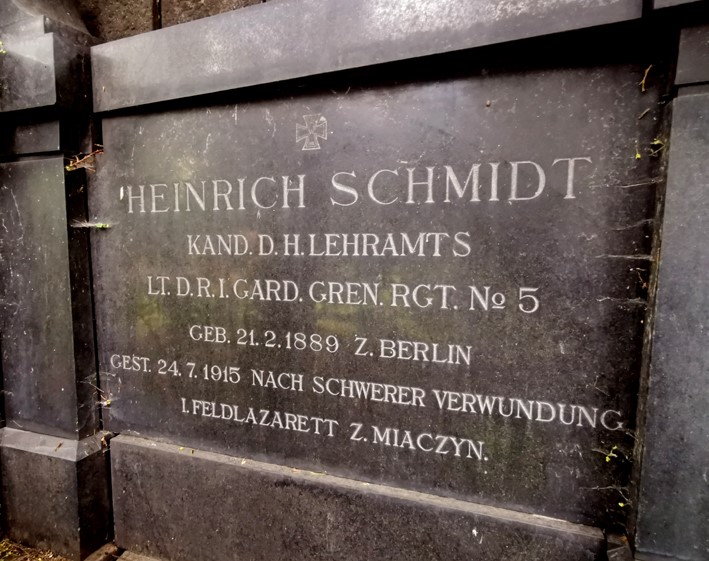 HEINRICH SCHMIDT
KAND. D. H. LEHRAMTS
LT. D. R. I. GARD. GREN. RGT. № 5
GEB. 21.2.1889 Z. BERLIN
GEST. 24.7.1915 NACH SCHWERER VERWUNDUNG
I. FELDLAZARETT Z. MIACZYN.